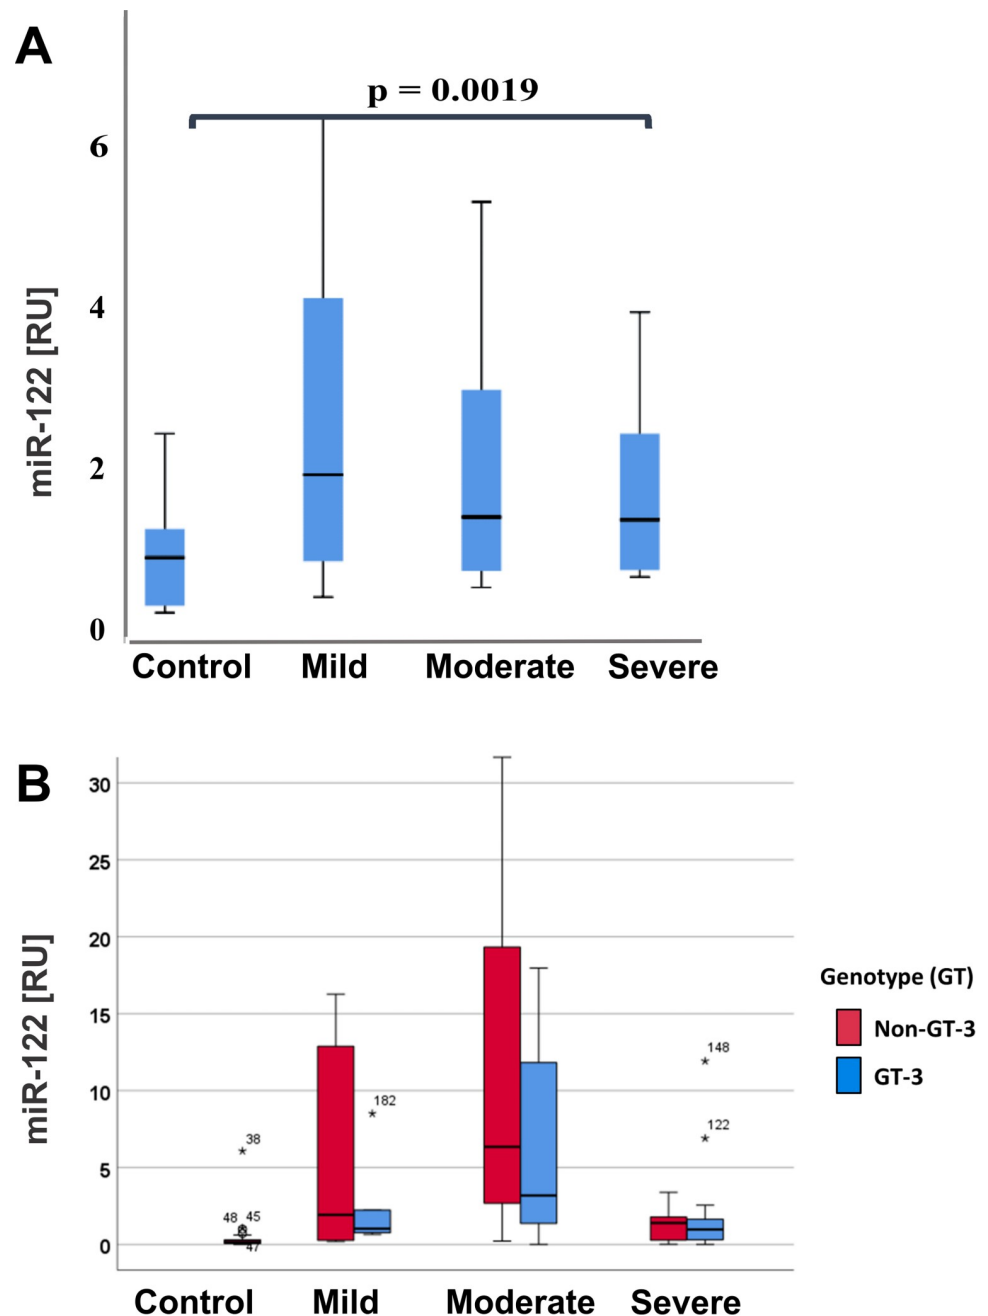 A
p = 0.0019
6
4
2
0
miR-122 [RU]
Control Mild Moderate Severe
B
30
25
20
15
10
5
0
miR-122 [RU]
38
48 45
47
182
148
122
Genotype (GT)
Non-GT-3
GT-3
Control Mild Moderate Severe